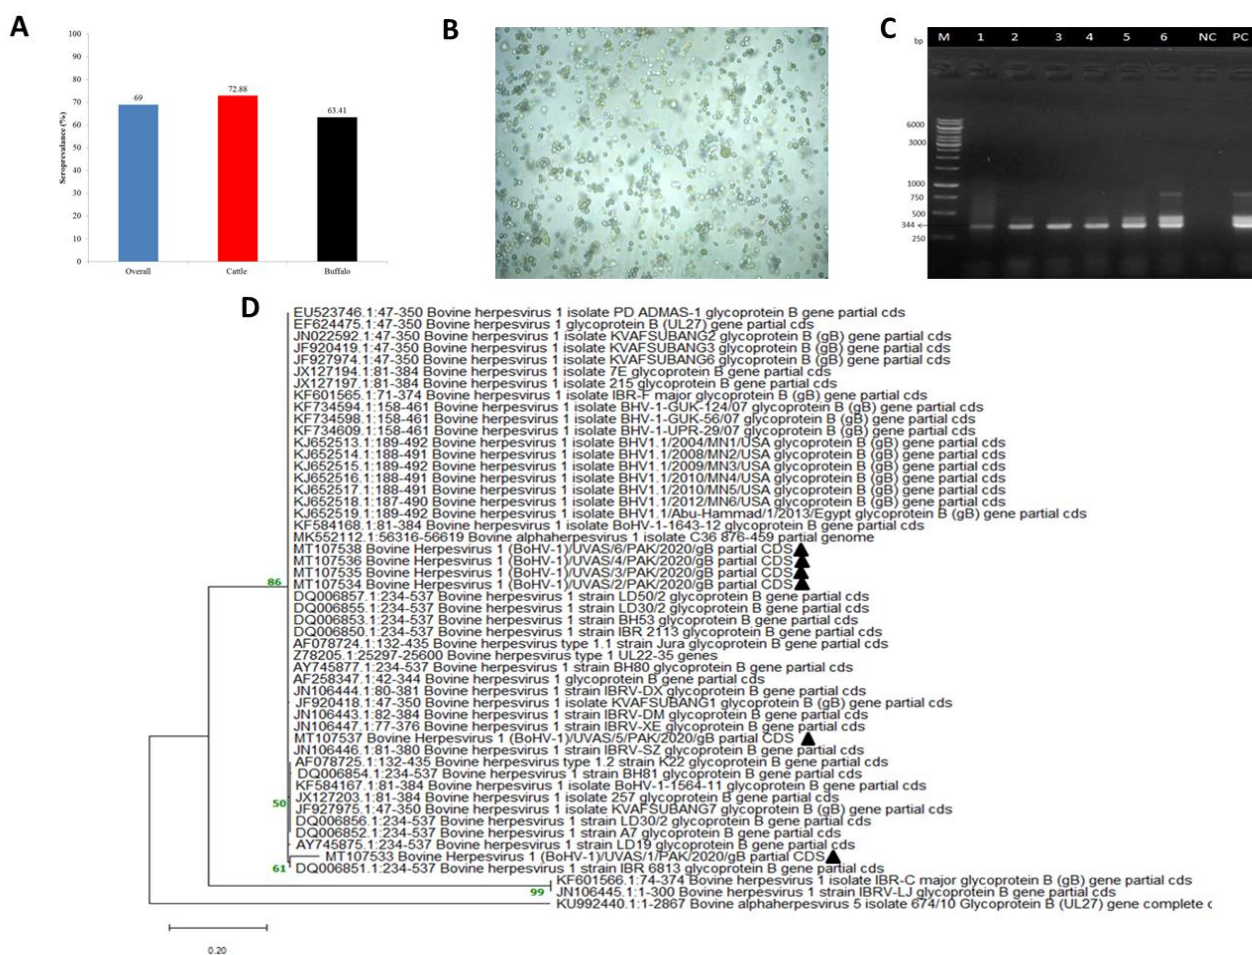 A
B
C
100
90
80
70
60
50
40
30
20
10
0
Seroprevalance (%)
69
72.88
63.41
Overall
Cattle
Buffalo
bp M 1 2 3 4 5 6 NC PC
6000
3000
1000
750
500
344
250
D
EU523746.1:47-350 Bovine herpesvirus 1 isolate PD ADMAS-1 glycoprotein B gene partial cds
EF624475.1:47-350 Bovine herpesvirus 1 glycoprotein B (UL27) gene partial cds
JN022592.1:47-350 Bovine herpesvirus 1 isolate KVAFSUBANG2 glycoprotein B (gB) gene partial cds
JF920419.1:47-350 Bovine herpesvirus 1 isolate KVAFSUBANG3 glycoprotein B (gB) gene partial cds
JF927974.1:47-350 Bovine herpesvirus 1 isolate KVAFSUBANG6 glycoprotein B (gB) gene partial cds
JX127194.1:81-384 Bovine herpesvirus 1 isolate 7E glycoprotein B gene partial cds
JX127197.1:81-384 Bovine herpesvirus 1 isolate 215 glycoprotein B gene partial cds
KF601565.1:71-374 Bovine herpesvirus 1 isolate IBR-F major glycoprotein B (gB) gene partial cds
KF734594.1:158-461 Bovine herpesvirus 1 isolate BHV-1-GUK-124/07 glycoprotein B (gB) gene partial cds
KF734598.1:158-461 Bovine herpesvirus 1 isolate BHV-1-GUK-56/07 glycoprotein B (gB) gene partial cds
KF734609.1:158-461 Bovine herpesvirus 1 isolate BHV-1-UPR-29/07 glycoprotein B (gB) gene partial cds
KJ652513.1:189-492 Bovine herpesvirus 1 isolate BHV1.1/2004/MN1/USA glycoprotein B (gB) gene partial cds
KJ652514.1:188-491 Bovine herpesvirus 1 isolate BHV1.1/2008/MN2/USA glycoprotein B (gB) gene partial cds
KJ652515.1:189-492 Bovine herpesvirus 1 isolate BHV1.1/2009/MN3/USA glycoprotein B (gB) gene partial cds
KJ652516.1:188-491 Bovine herpesvirus 1 isolate BHV1.1/2010/MN4/USA glycoprotein B (gB) gene partial cds
KJ652517.1:188-491 Bovine herpesvirus 1 isolate BHV1.1/2010/MN5/USA glycoprotein B (gB) gene partial cds
KJ652518.1:187-490 Bovine herpesvirus 1 isolate BHV1.1/2012/MN6/USA glycoprotein B (gB) gene partial cds
KJ652519.1:189-492 Bovine herpesvirus 1 isolate BHV1.1/Abu-Hammad/1/2013/Egypt glycoprotein B (gB) gene partial cds
KF584168.1:81-384 Bovine herpesvirus 1 isolate BoHV-1-1643-12 glycoprotein B gene partial cds
MK552112.1:56316-56619 Bovine alphaherpesvirus 1 isolate C36 876-459 partial genome
MT107538 Bovine Herpesvirus 1 (BoHV-1)/UVAS/6/PAK/2020/gB partial CDS
MT107536 Bovine Herpesvirus 1 (BoHV-1)/UVAS/4/PAK/2020/gB partial CDS
MT107535 Bovine Herpesvirus 1 (BoHV-1)/UVAS/3/PAK/2020/gB partial CDS
MT107534 Bovine Herpesvirus 1 (BoHV-1)/UVAS/2/PAK/2020/gB partial CDS
86
DQ006857.1:234-537 Bovine herpesvirus 1 strain LD50/2 glycoprotein B gene partial cds
DQ006855.1:234-537 Bovine herpesvirus 1 strain LD30/2 glycoprotein B gene partial cds
DQ006853.1:234-537 Bovine herpesvirus 1 strain BH53 glycoprotein B gene partial cds
DQ006850.1:234-537 Bovine herpesvirus 1 strain IBR 2113 glycoprotein B gene partial cds
AF078724.1:132-435 Bovine herpesvirus type 1.1 strain Jura glycoprotein B gene partial cds
Z78205.1:25297-25600 Bovine herpesvirus type 1 UL22-35 genes
AY745877.1:234-537 Bovine herpesvirus 1 strain BH80 glycoprotein B gene partial cds
AF258347.1:42-344 Bovine herpesvirus 1 glycoprotein B gene partial cds
JN106444.1:80-381 Bovine herpesvirus 1 strain IBRV-DX glycoprotein B gene partial cds
JF920418.1:47-350 Bovine herpesvirus 1 isolate KVAFSUBANG1 glycoprotein B (gB) gene partial cds
JN106443.1:82-384 Bovine herpesvirus 1 strain IBRV-DM glycoprotein B gene partial cds
JN106447.1:77-376 Bovine herpesvirus 1 strain IBRV-XE glycoprotein B gene partial cds
MT107537 Bovine Herpesvirus 1 (BoHV-1)/UVAS/5/PAK/2020/gB partial CDS
JN106446.1:81-380 Bovine herpesvirus 1 strain IBRV-SZ glycoprotein B gene partial cds
AF078725.1:132-435 Bovine herpesvirus type 1.2 strain K22 glycoprotein B gene partial cds
DQ006854.1:234-537 Bovine herpesvirus 1 strain BH81 glycoprotein B gene partial cds
KF584167.1:81-384 Bovine herpesvirus 1 isolate BoHV-1-1564-11 glycoprotein B gene partial cds
JX127203.1:81-384 Bovine herpesvirus 1 isolate 257 glycoprotein B gene partial cds
50
JF927975.1:47-350 Bovine herpesvirus 1 isolate KVAFSUBANG7 glycoprotein B (gB) gene partial cds
DQ006856.1:234-537 Bovine herpesvirus 1 strain LD30/2 glycoprotein B gene partial cds
DQ006852.1:234-537 Bovine herpesvirus 1 strain A7 glycoprotein B gene partial cds
AY745875.1:234-537 Bovine herpesvirus 1 strain LD19 glycoprotein B gene partial cds
MT107533 Bovine Herpesvirus 1 (BoHV-1)/UVAS/1/PAK/2020/gB partial CDS
61
DQ006851.1:234-537 Bovine herpesvirus 1 strain IBR 6813 glycoprotein B gene partial cds
KF601566.1:74-374 Bovine herpesvirus 1 isolate IBR-C major glycoprotein B (gB) gene partial cds
99
JN106445.1:1-300 Bovine herpesvirus 1 strain IBRV-LJ glycoprotein B gene partial cds
KU992440.1:1-2867 Bovine alphaherpesvirus 5 isolate 674/10 Glycoprotein B (UL27) gene complete c
0.20